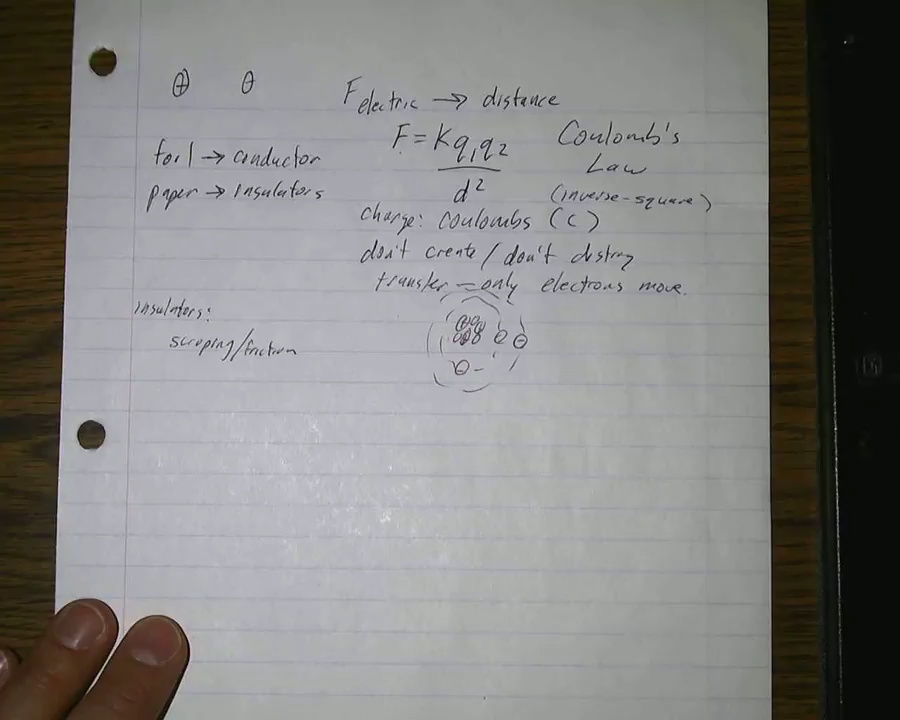 ⊕ ⊖
F electric → distance
F = K q₁q₂ / d²
Coulomb's
Law
(inverse-square)
foil → conductor
paper → insulators
charge: coulombs (C)
don't create / don't destroy
transfer - only electrons move.
insulators:
scraping/friction